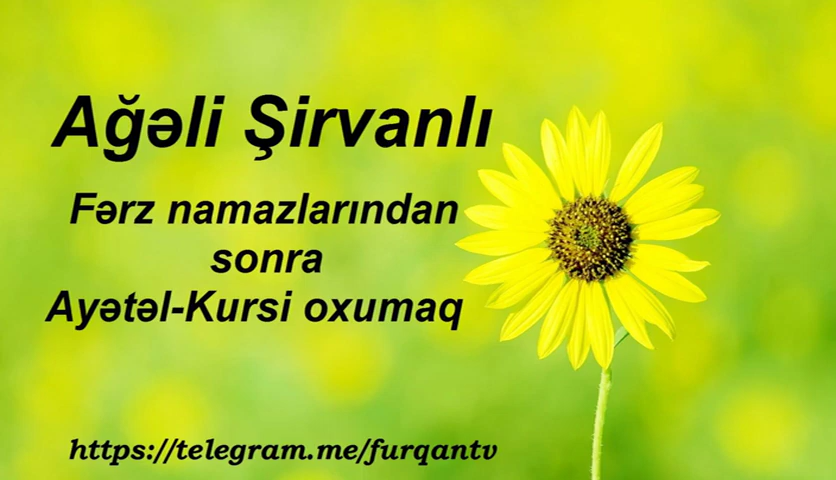 Ağəli Şirvanlı
Fərz namazlarından
sonra
Ayətəl-Kursi oxumaq
https://telegram.me/furqantv